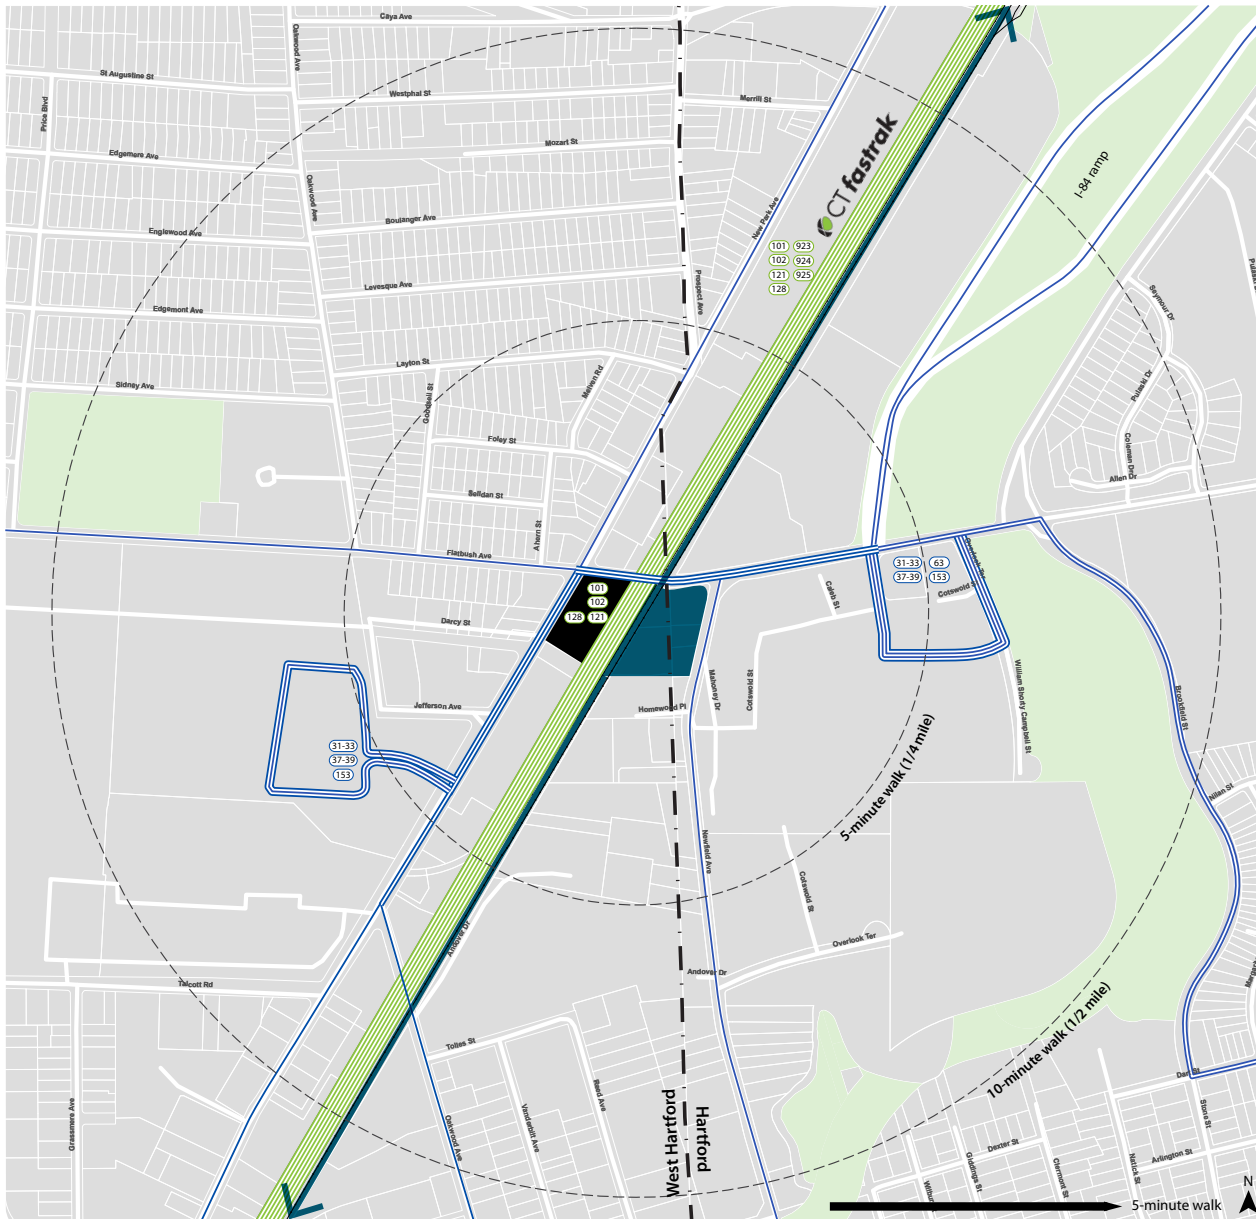 Caya Ave
Oakwood Ave
St Augustine St
Westphal St
Merrill St
Price Blvd
Mozart St
CTfastrak
Edgemere Ave
I-84 ramp
Oakwood Ave
Boulanger Ave
New Park Ave
Englewood Ave
101 923
102 924
121 925
128
Levesque Ave
Prospect Ave
Seymour Dr
Edgemont Ave
Layton St
Sidney Ave
Goodsell St
Melven Rd
Pulaski Dr
Foley St
Coleman Dr
Allen Dr
Selldan St
Ahern St
Flatbush Ave
31-33 63
37-39 153
101
102
128 121
Caleb St
Cotswold S
Darcy St
Jefferson Ave
Homewood Pl
Mahoney Dr
Cotswold St
William Shorty Campbell St
Brookfield St
31-33
37-39
153
5-minute walk (1/4 mile)
Nilan St
Newfield Ave
Cotswold St
Andover Dr
Overlook Ter
Andover Dr
Talcott Rd
10-minute walk (1/2 mile)
Tolles St
Reed Ave
Dart St
Grassmere Ave
Vanderbilt Ave
Oakwood Ave
West Hartford
Hartford
Stone St
Dexter St
Arlington St
Giddings St
Clermont St
Natick St
5-minute walk
N